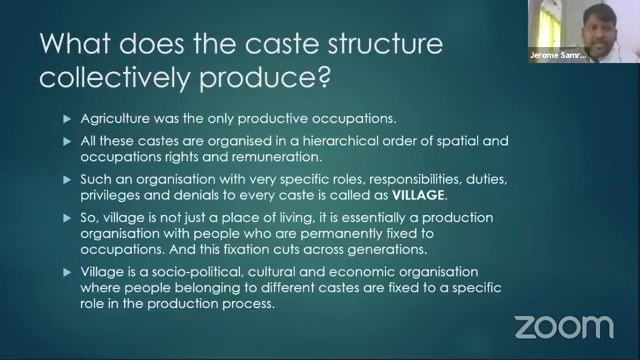 What does the caste structure
collectively produce?
Jerome Samr...
Agriculture was the only productive occupations.
All these castes are organised in a hierarchical order of spatial and
occupations rights and remuneration.
Such an organisation with very specific roles, responsibilities, duties,
privileges and denials to every caste is called as VILLAGE.
So, village is not just a place of living, it is essentially a production
organisation with people who are permanently fixed to
occupations. And this fixation cuts across generations.
Village is a socio-political, cultural and economic organisation
where people belonging to different castes are fixed to a specific
role in the production process.
zoom